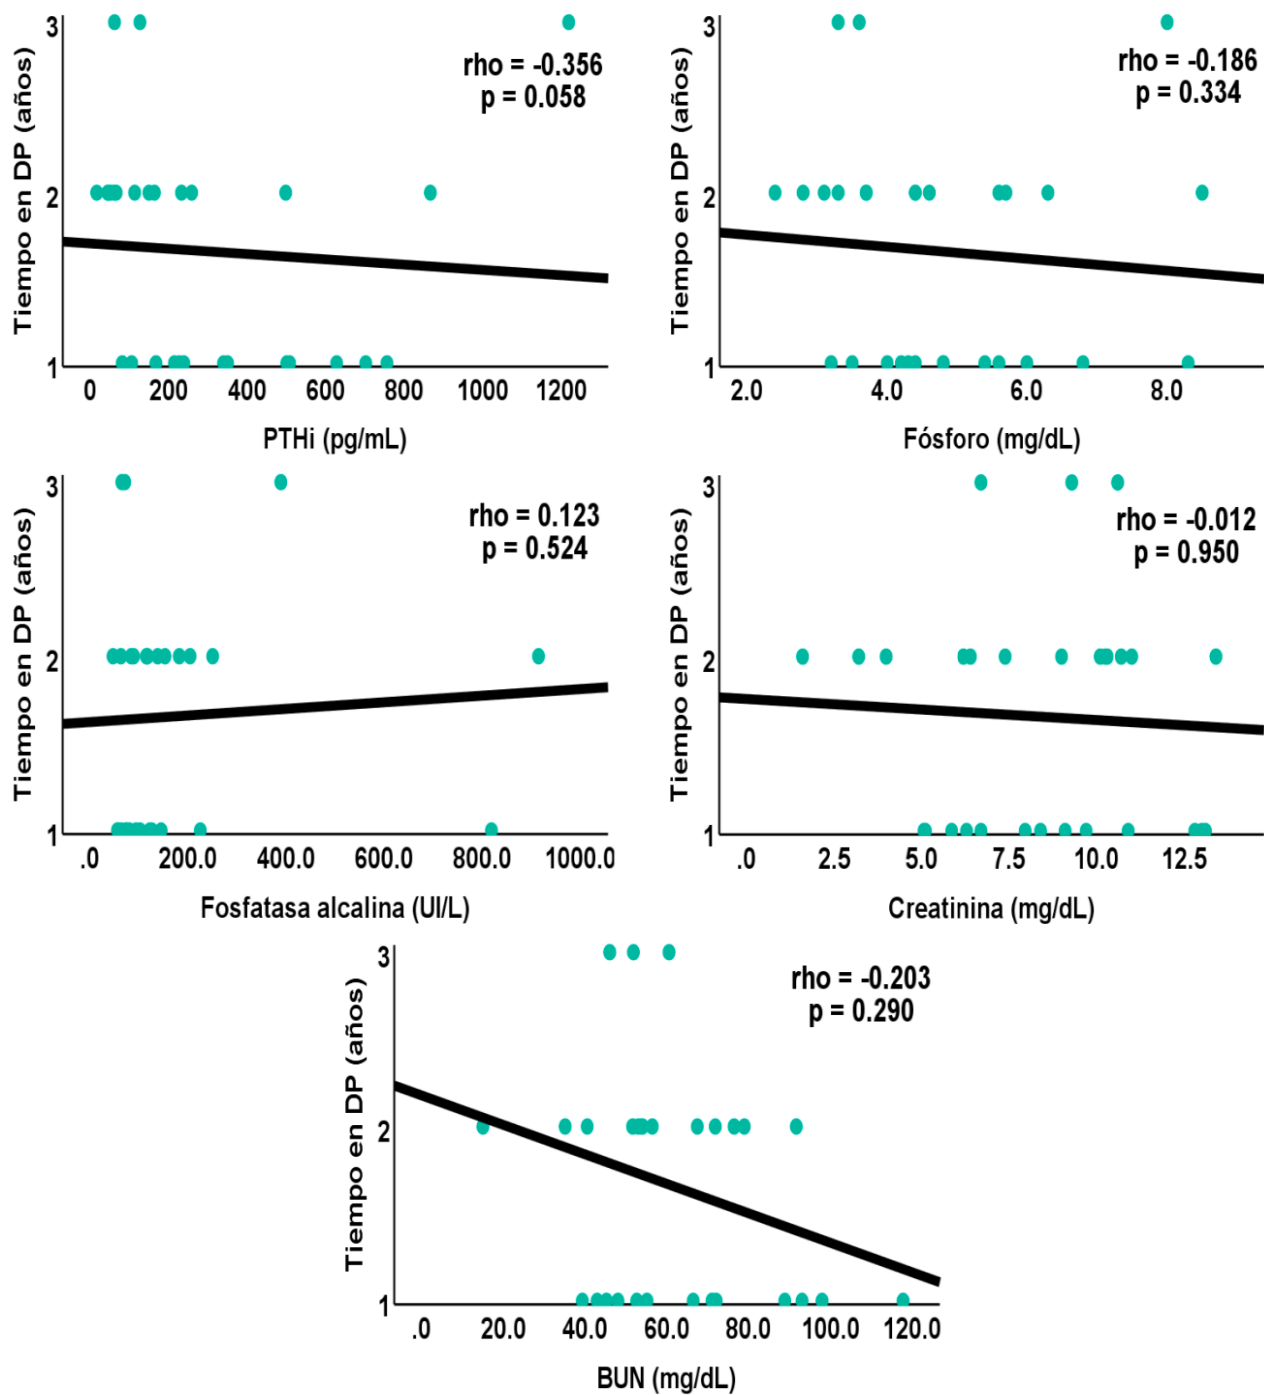 Tiempo en DP (años)
3
2
1
rho = -0.356
p = 0.058
0 200 400 600 800 1000 1200
PTHi (pg/mL)
Tiempo en DP (años)
3
2
1
rho = -0.186
p = 0.334
2.0 4.0 6.0 8.0
Fósforo (mg/dL)
Tiempo en DP (años)
3
2
1
rho = 0.123
p = 0.524
.0 200.0 400.0 600.0 800.0 1000.0
Fosfatasa alcalina (UI/L)
Tiempo en DP (años)
3
2
1
rho = -0.012
p = 0.950
.0 2.5 5.0 7.5 10.0 12.5
Creatinina (mg/dL)
Tiempo en DP (años)
3
2
1
rho = -0.203
p = 0.290
.0 20.0 40.0 60.0 80.0 100.0 120.0
BUN (mg/dL)